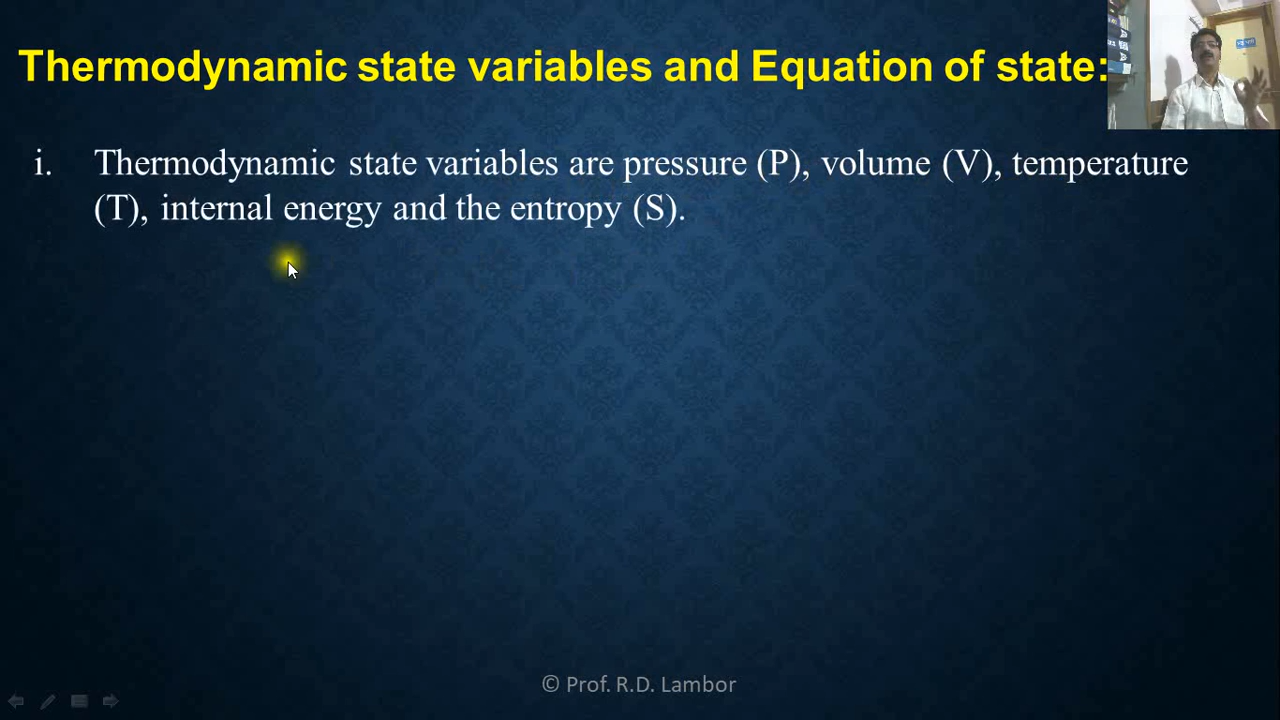 Thermodynamic state variables and Equation of state:
i. Thermodynamic state variables are pressure (P), volume (V), temperature
(T), internal energy and the entropy (S).
© Prof. R.D. Lambor